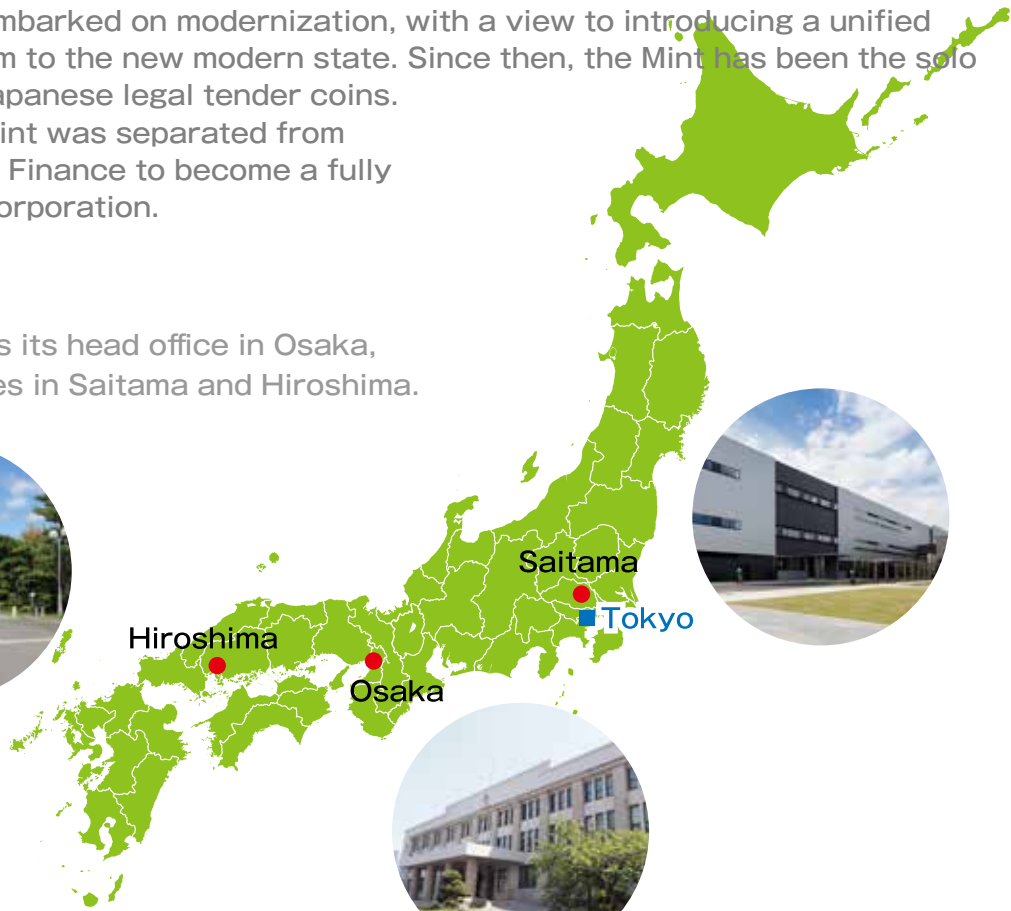 mbarked on modernization, with a view to introducing a unified
m to the new modern state. Since then, the Mint has been the solo
apanese legal tender coins.
int was separated from
Finance to become a fully
orporation.
s its head office in Osaka,
es in Saitama and Hiroshima.
Saitama
Tokyo
Hiroshima
Osaka